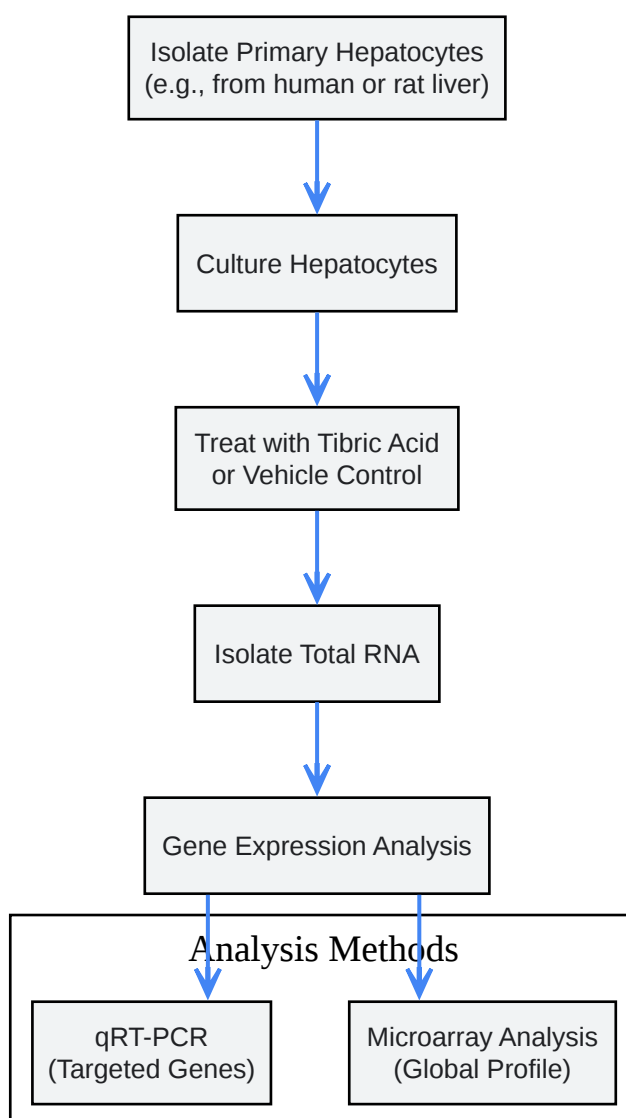 Isolate Primary Hepatocytes
(e.g., from human or rat liver)
Culture Hepatocytes
Treat with Tibric Acid
or Vehicle Control
Isolate Total RNA
Gene Expression Analysis
Analysis Methods
qRT-PCR
(Targeted Genes)
Microarray Analysis
(Global Profile)